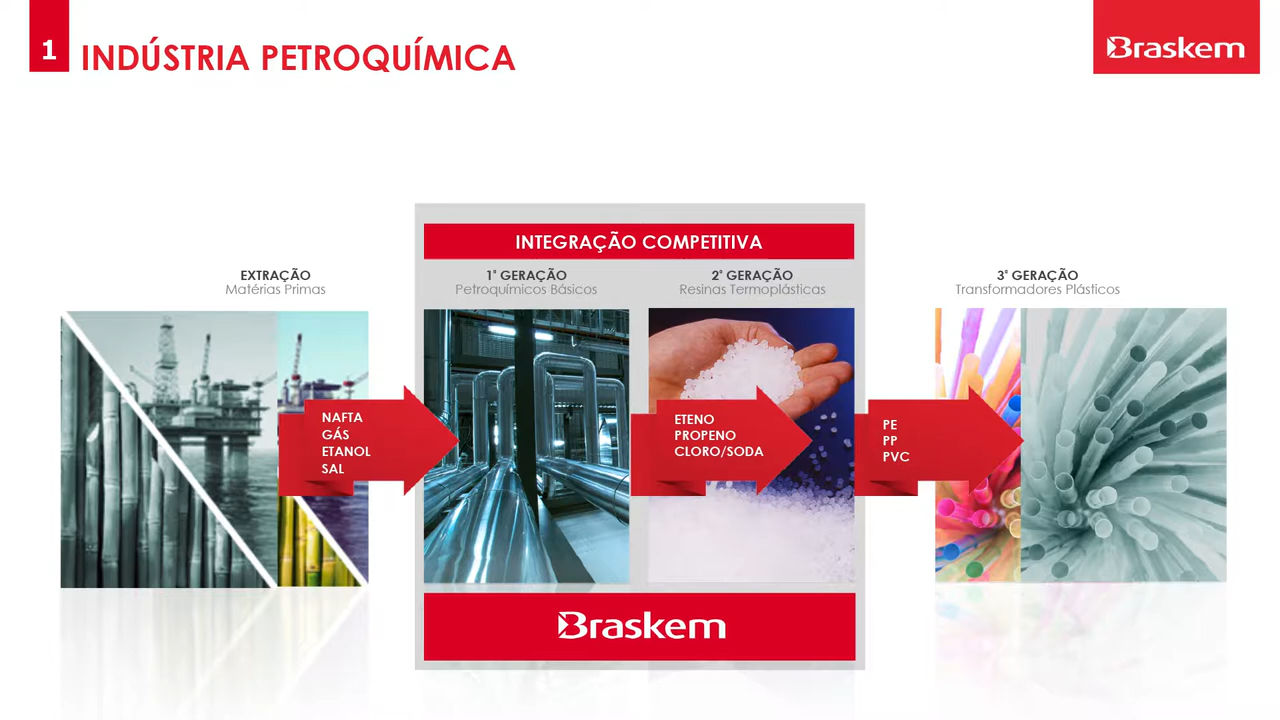 1
INDÚSTRIA PETROQUÍMICA
Braskem
INTEGRAÇÃO COMPETITIVA
EXTRAÇÃO
Matérias Primas
1ª GERAÇÃO
Petroquímicos Básicos
2ª GERAÇÃO
Resinas Termoplásticas
3ª GERAÇÃO
Transformadores Plásticos
NAFTA
GÁS
ETANOL
SAL
ETENO
PROPENO
CLORO/SODA
PE
PP
PVC
Braskem